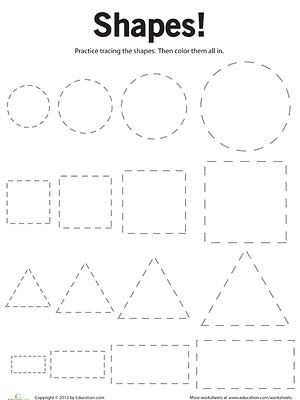 Shapes!
Practice tracing the shapes. Then color them all in.
Copyright © 2012 by Education.com
More worksheets at www.education.com/worksheets